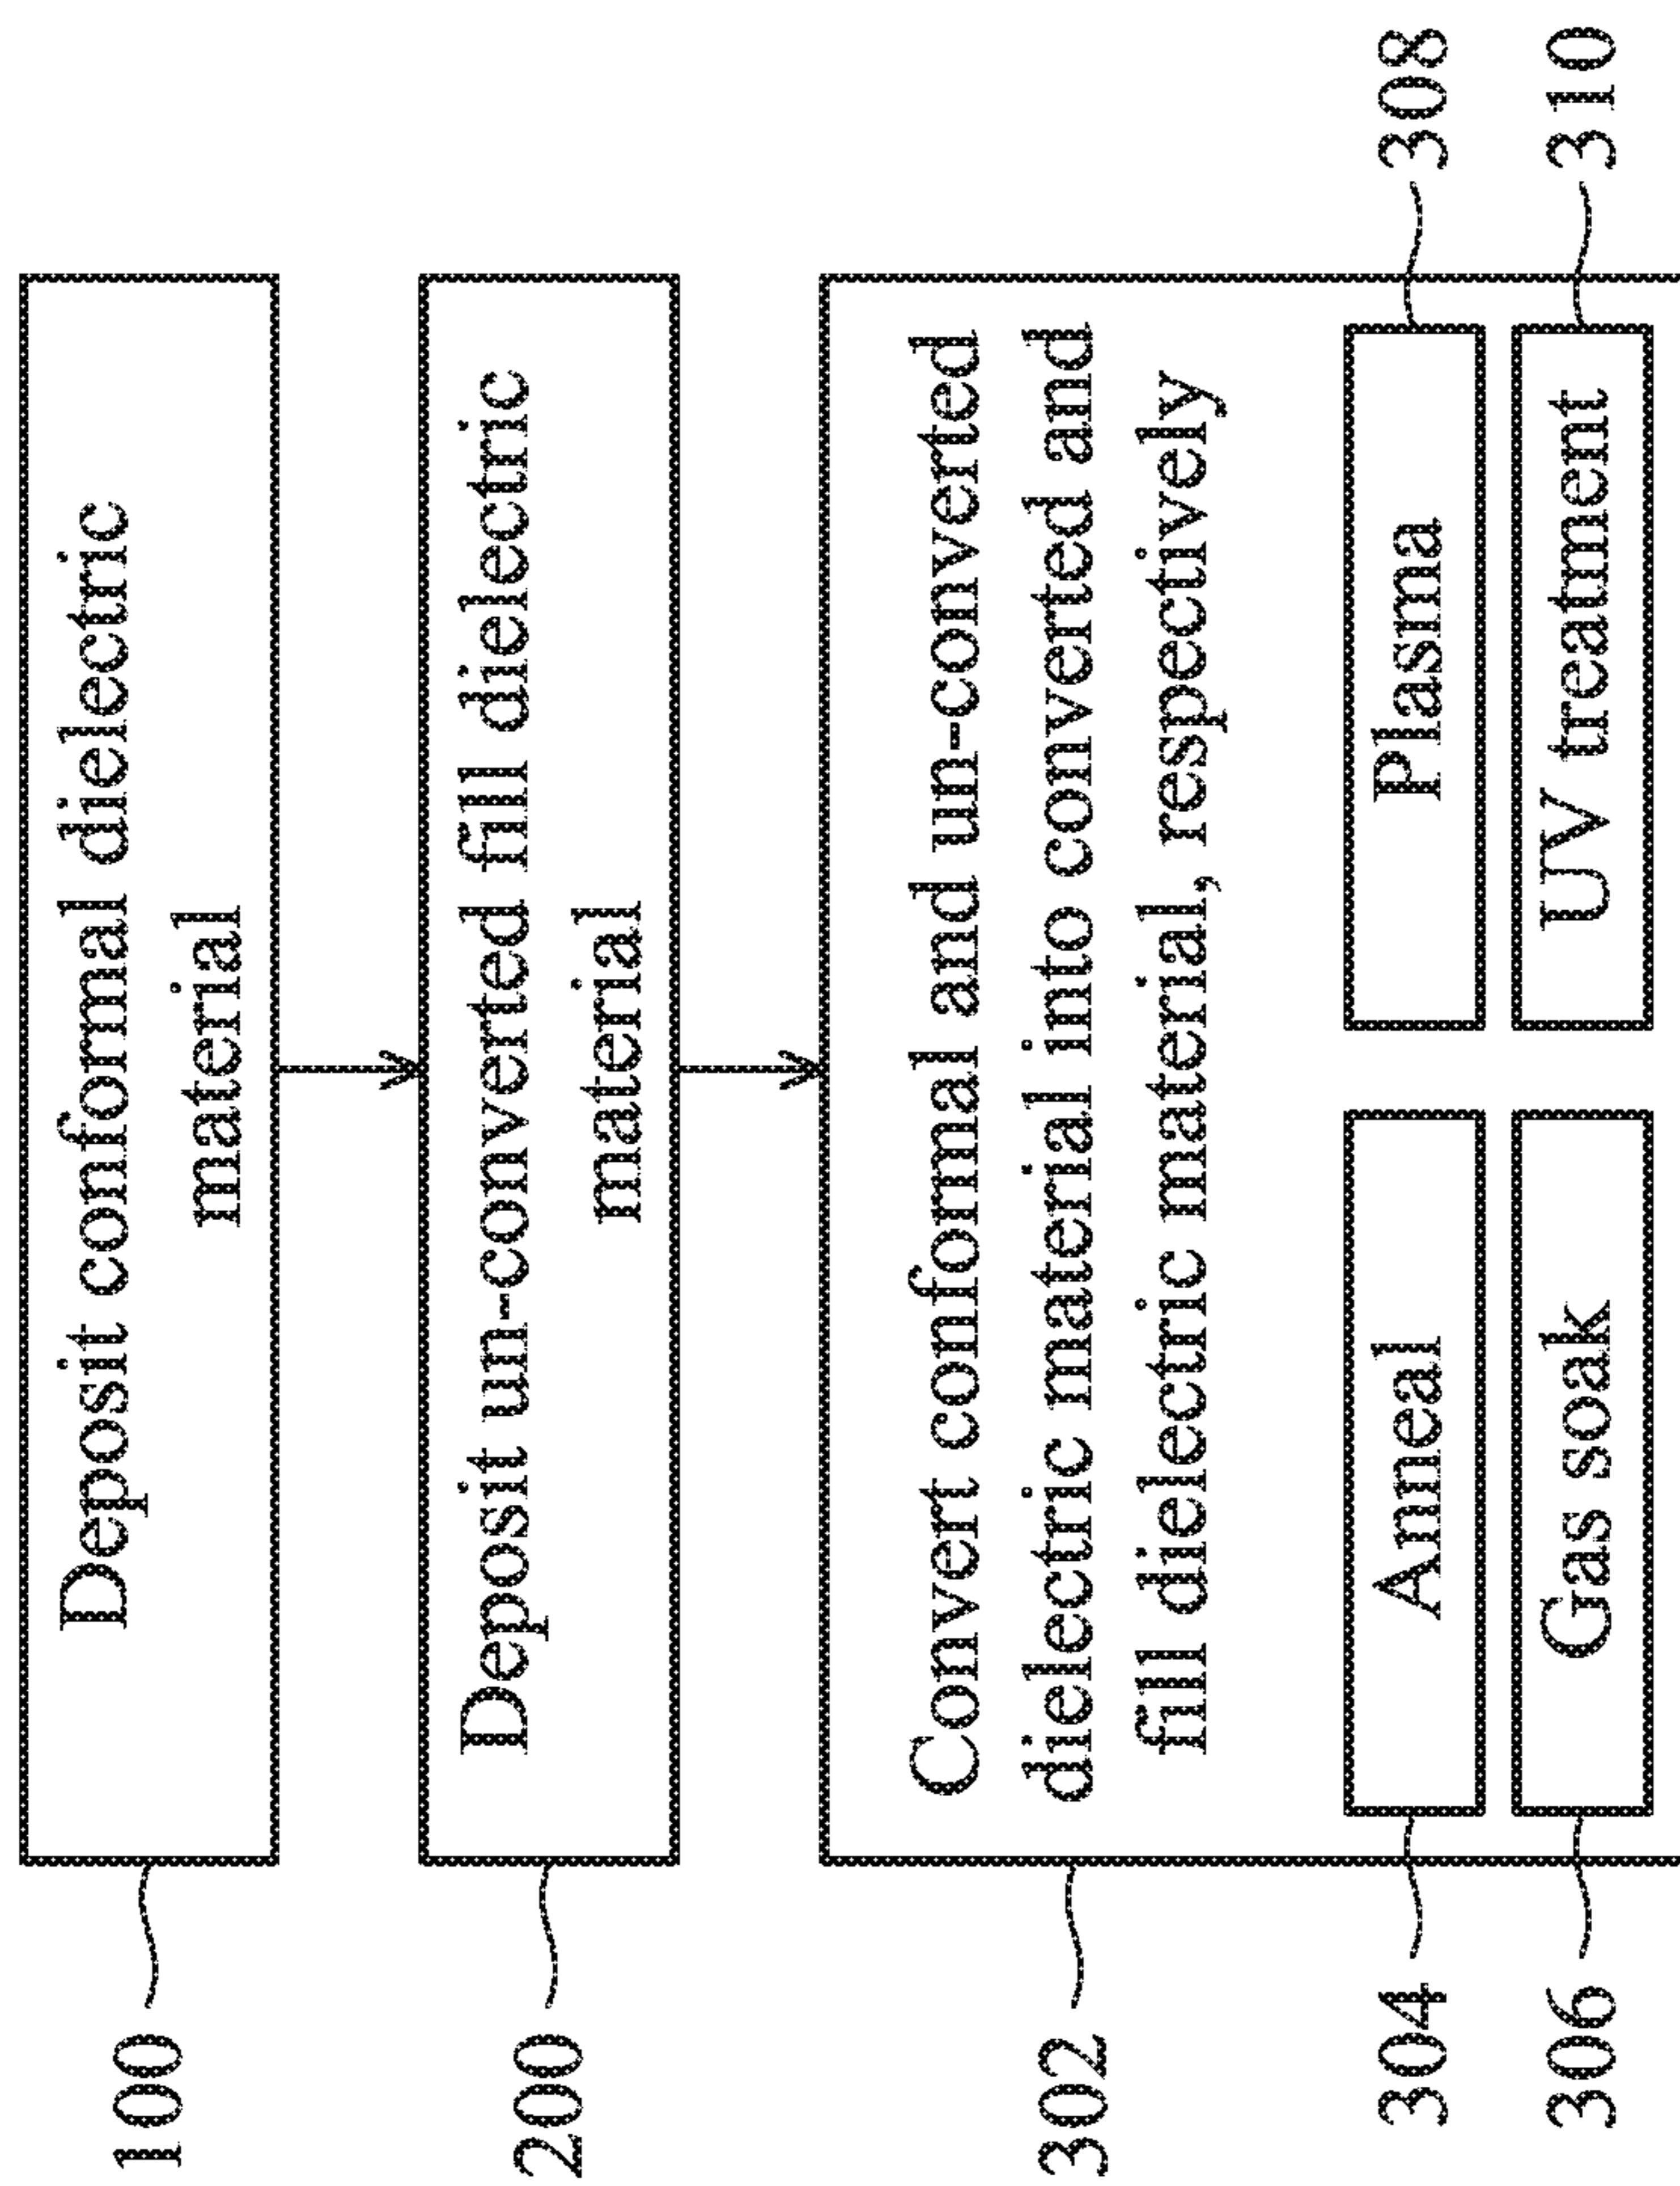 100
Deposit conformal dielectric
material
200
Deposit un-converted fill dielectric
material
302
Convert conformal and un-converted
dielectric material into converted and
fill dielectric material, respectively
304
Anneal
Plasma
308
306
Gas soak
UV treatment
310